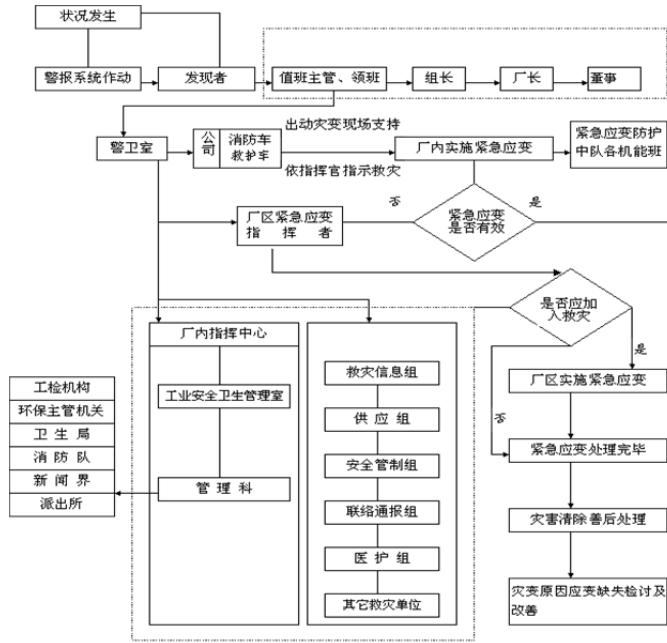 状况发生
警报系统作动
发现者
值班主管、领班
组长
厂长
董事
警卫室
公司
消防车
救护车
出动灾变现场支持
依指挥官指示救灾
厂内实施紧急应变
紧急应变防护
中队各机能班
否
紧急应变
是否有效
是
厂区紧急应变
指挥者
是否应加
入救灾
是
否
厂内指挥中心
工业安全卫生管理室
管理科
救灾信息组
供应组
安全管制组
联络通报组
医护组
其它救灾单位
工检机构
环保主管机关
卫生局
消防队
新闻界
派出所
厂区实施紧急应变
紧急应变处理完毕
灾害清除善后处理
灾变原因应变缺失检讨及
改善